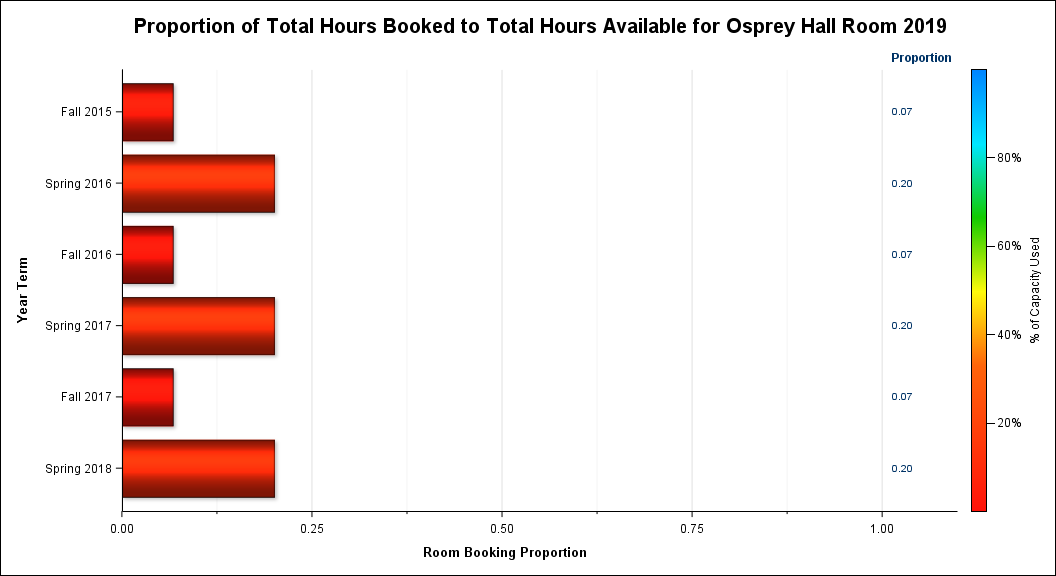 Proportion of Total Hours Booked to Total Hours Available for Osprey Hall Room 2019
Proportion
Fall 2015
0.07
Spring 2016
0.20
Fall 2016
0.07
Spring 2017
0.20
Fall 2017
0.07
Spring 2018
0.20
Year Term
0.00
0.25
0.50
0.75
1.00
Room Booking Proportion
80%
60%
40%
20%
% of Capacity Used